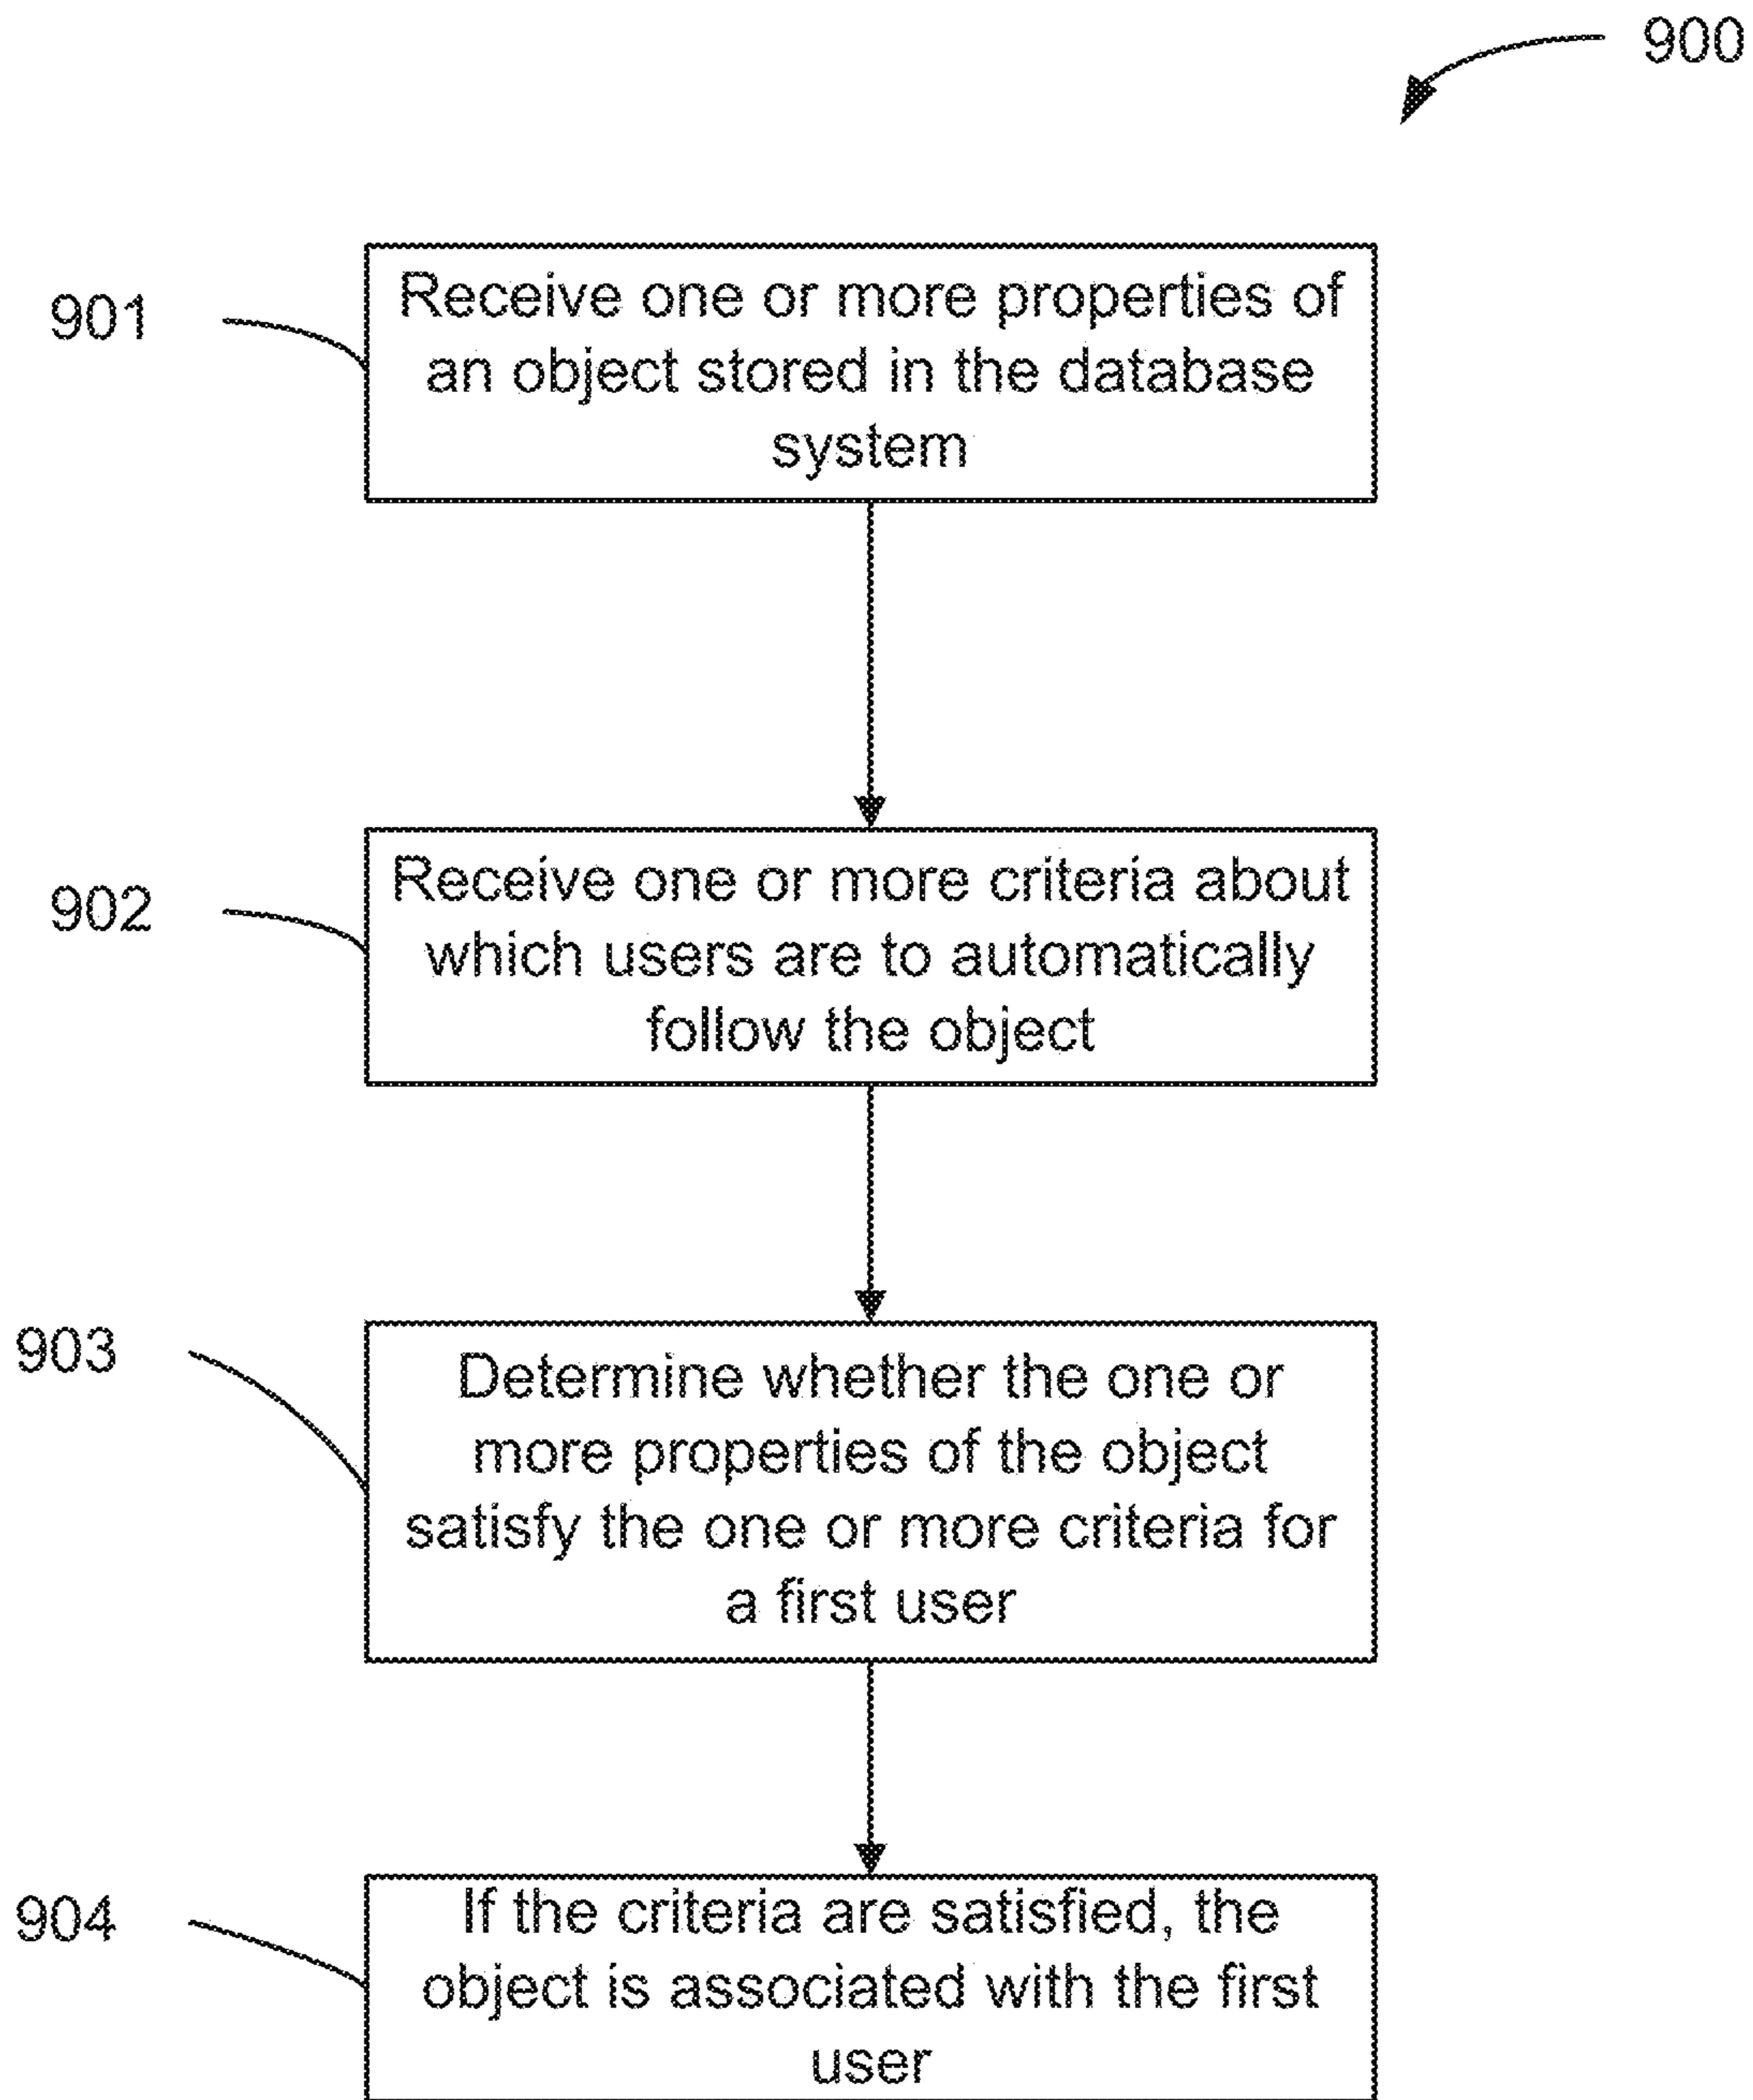 900
901
Receive one or more properties of
an object stored in the database
system
902
Receive one or more criteria about
which users are to automatically
follow the object
903
Determine whether the one or
more properties of the object
satisfy the one or more criteria for
a first user
904
If the criteria are satisfied, the
object is associated with the first
user